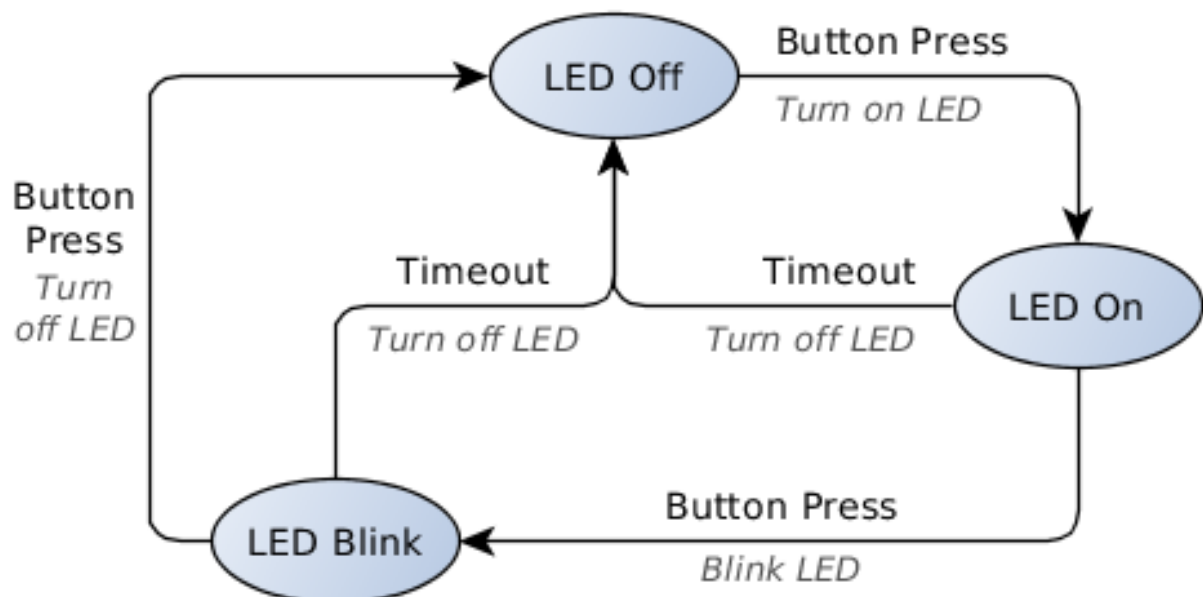 LED Off
Button Press
Turn on LED
Button
Press
Turn
off LED
Timeout
Turn off LED
Timeout
Turn off LED
LED On
LED Blink
Button Press
Blink LED